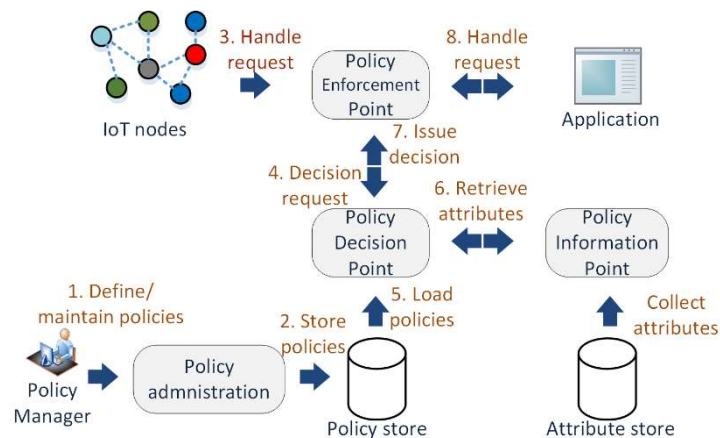 3. Handle
request
8. Handle
request
Policy
Enforcement
Point
IoT nodes
Application
7. Issue
decision
4. Decision
request
6. Retrieve
attributes
Policy
Decision
Point
Policy
Information
Point
1. Define/
maintain policies
2. Store
policies
5. Load
policies
Collect
attributes
Policy
Manager
Policy
admnistration
Policy store
Attribute store